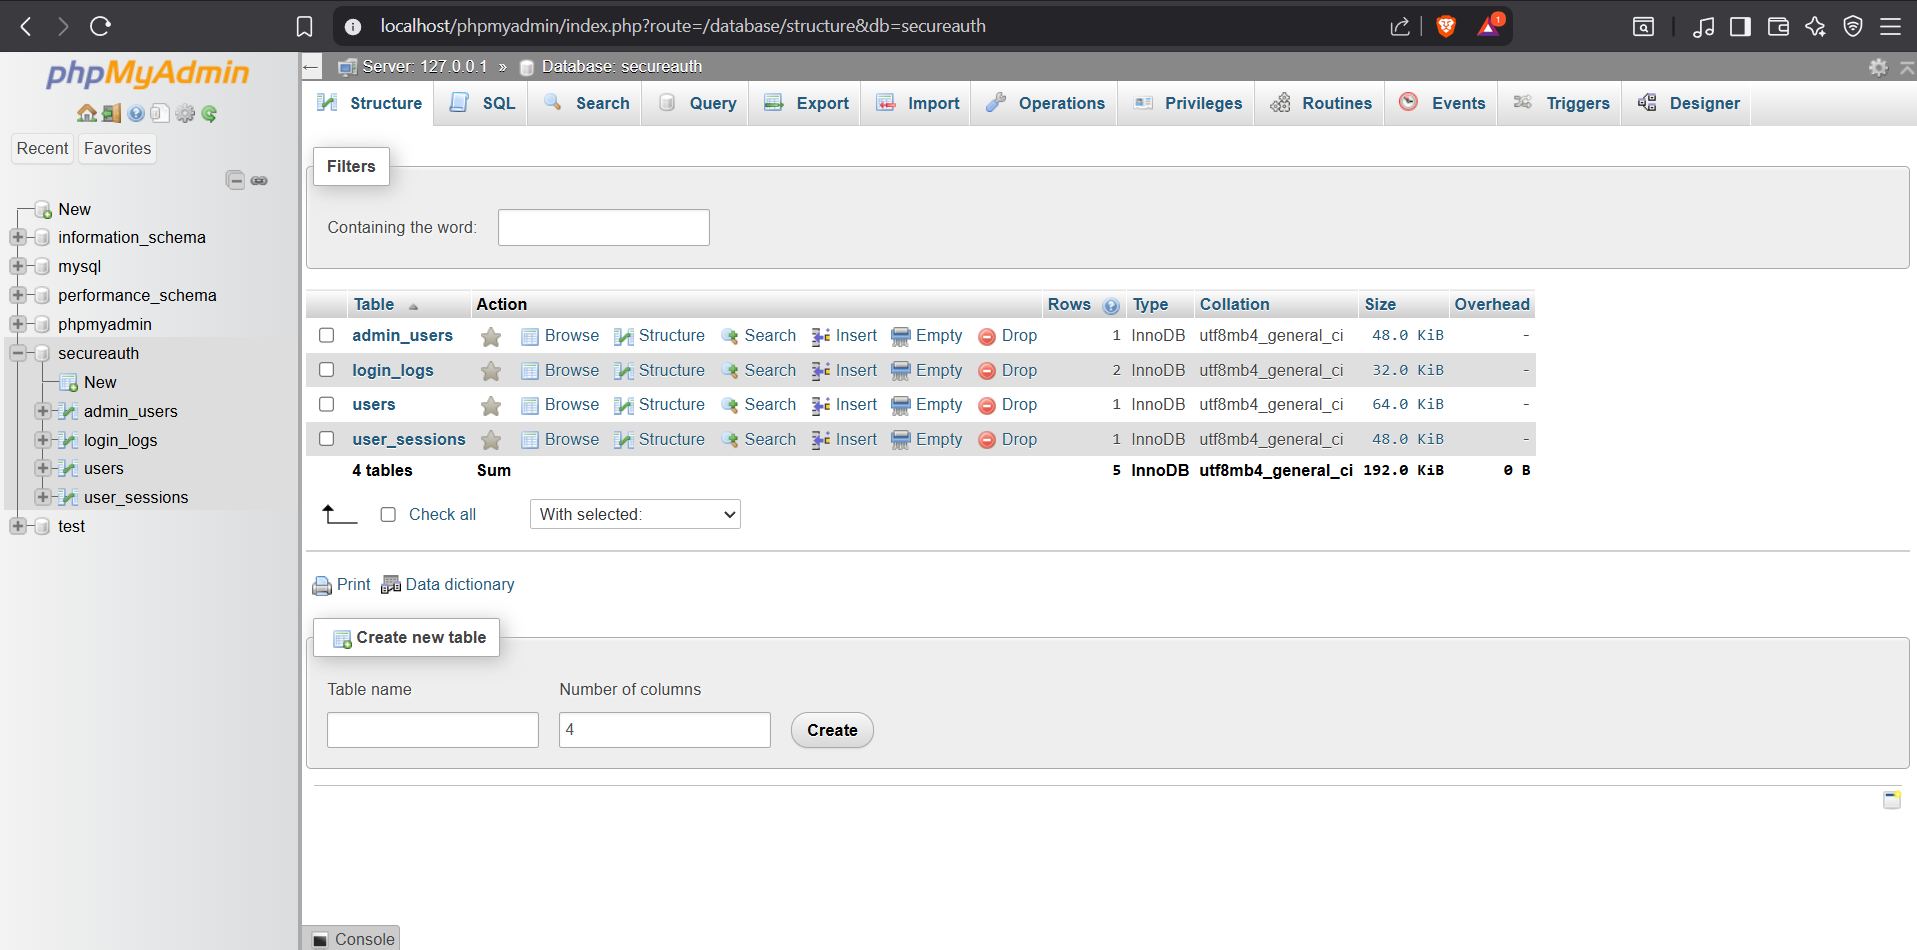 localhost/phpmyadmin/index.php?route=/database/structure&db=secureauth
1
phpMyAdmin
Recent Favorites
New
information_schema
mysql
performance_schema
phpmyadmin
secureauth
New
admin_users
login_logs
users
user_sessions
test
Server: 127.0.0.1 » Database: secureauth
Structure SQL Search Query Export Import Operations Privileges Routines Events Triggers Designer
Filters
Containing the word:
Table Action Rows Type Collation Size Overhead
admin_users Browse Structure Search Insert Empty Drop 1 InnoDB utf8mb4_general_ci 48.0 KiB -
login_logs Browse Structure Search Insert Empty Drop 2 InnoDB utf8mb4_general_ci 32.0 KiB -
users Browse Structure Search Insert Empty Drop 1 InnoDB utf8mb4_general_ci 64.0 KiB -
user_sessions Browse Structure Search Insert Empty Drop 1 InnoDB utf8mb4_general_ci 48.0 KiB -
4 tables Sum 5 InnoDB utf8mb4_general_ci 192.0 KiB 0 B
Check all With selected:
Print Data dictionary
Create new table
Table name Number of columns
4 Create
Console